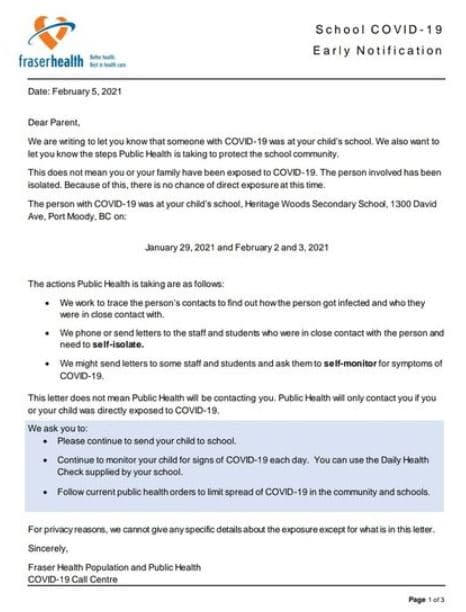 fraserhealth
Better health.
Best in health care.
School COVID-19
Early Notification
Date: February 5, 2021
Dear Parent,
We are writing to let you know that someone with COVID-19 was at your child's school. We also want to
let you know the steps Public Health is taking to protect the school community.
This does not mean you or your family have been exposed to COVID-19. The person involved has been
isolated. Because of this, there is no chance of direct exposure at this time.
The person with COVID-19 was at your child's school, Heritage Woods Secondary School, 1300 David
Ave, Port Moody, BC on:
January 29, 2021 and February 2 and 3, 2021
The actions Public Health is taking are as follows:
• We work to trace the person's contacts to find out how the person got infected and who they
were in close contact with.
• We phone or send letters to the staff and students who were in close contact with the person and
need to self-isolate.
• We might send letters to some staff and students and ask them to self-monitor for symptoms of
COVID-19.
This letter does not mean Public Health will be contacting you. Public Health will only contact you if you
or your child was directly exposed to COVID-19.
We ask you to:
• Please continue to send your child to school.
• Continue to monitor your child for signs of COVID-19 each day. You can use the Daily Health
Check supplied by your school.
• Follow current public health orders to limit spread of COVID-19 in the community and schools.
For privacy reasons, we cannot give any specific details about the exposure except for what is in this letter.
Sincerely,
Fraser Health Population and Public Health
COVID-19 Call Centre
Page 1 of 3